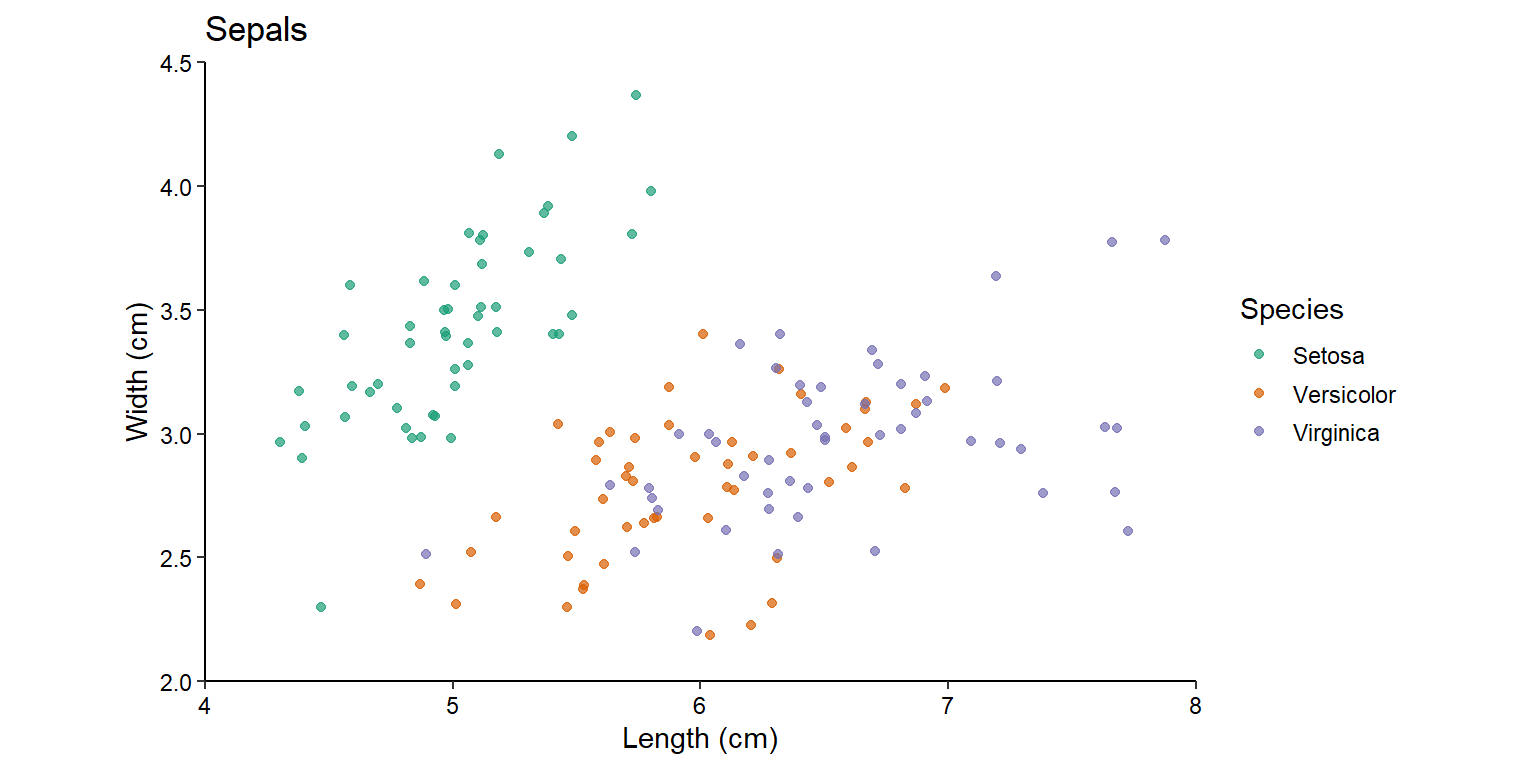 Sepals
4.5
4.0
3.5
3.0
2.5
2.0
Width (cm)
4 5 6 7 8
Length (cm)
Species
Setosa
Versicolor
Virginica